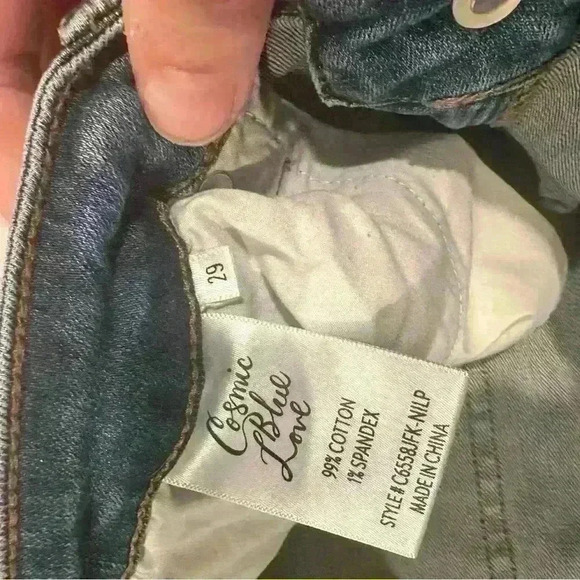 29
Cosmic
Blue
Love
99% COTTON
1% SPANDEX
STYLE # C6558JFK-NILP
MADE IN CHINA